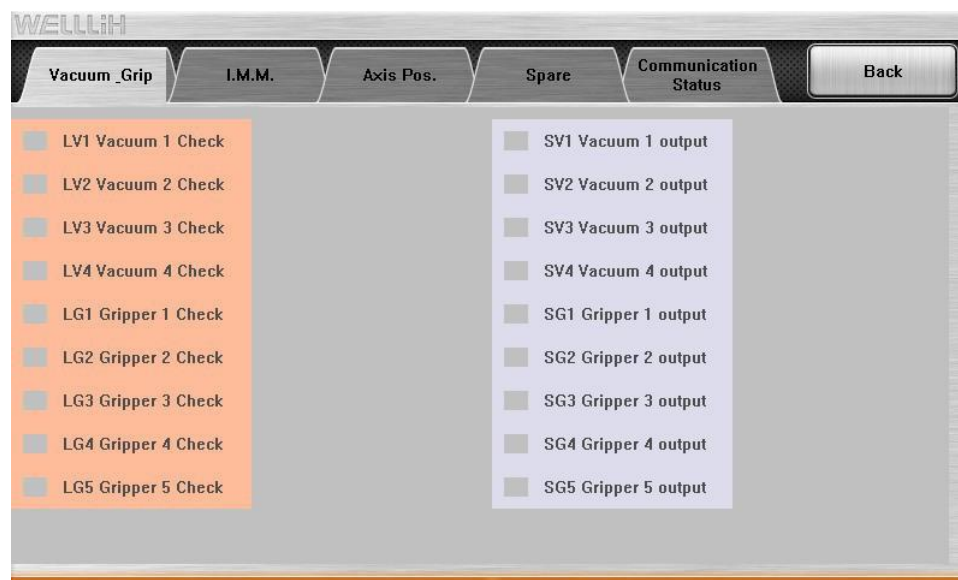 WELLLiH
Vacuum _Grip
I.M.M.
Axis Pos.
Spare
Communication
Status
Back
LV1 Vacuum 1 Check
LV2 Vacuum 2 Check
LV3 Vacuum 3 Check
LV4 Vacuum 4 Check
LG1 Gripper 1 Check
LG2 Gripper 2 Check
LG3 Gripper 3 Check
LG4 Gripper 4 Check
LG5 Gripper 5 Check
SV1 Vacuum 1 output
SV2 Vacuum 2 output
SV3 Vacuum 3 output
SV4 Vacuum 4 output
SG1 Gripper 1 output
SG2 Gripper 2 output
SG3 Gripper 3 output
SG4 Gripper 4 output
SG5 Gripper 5 output